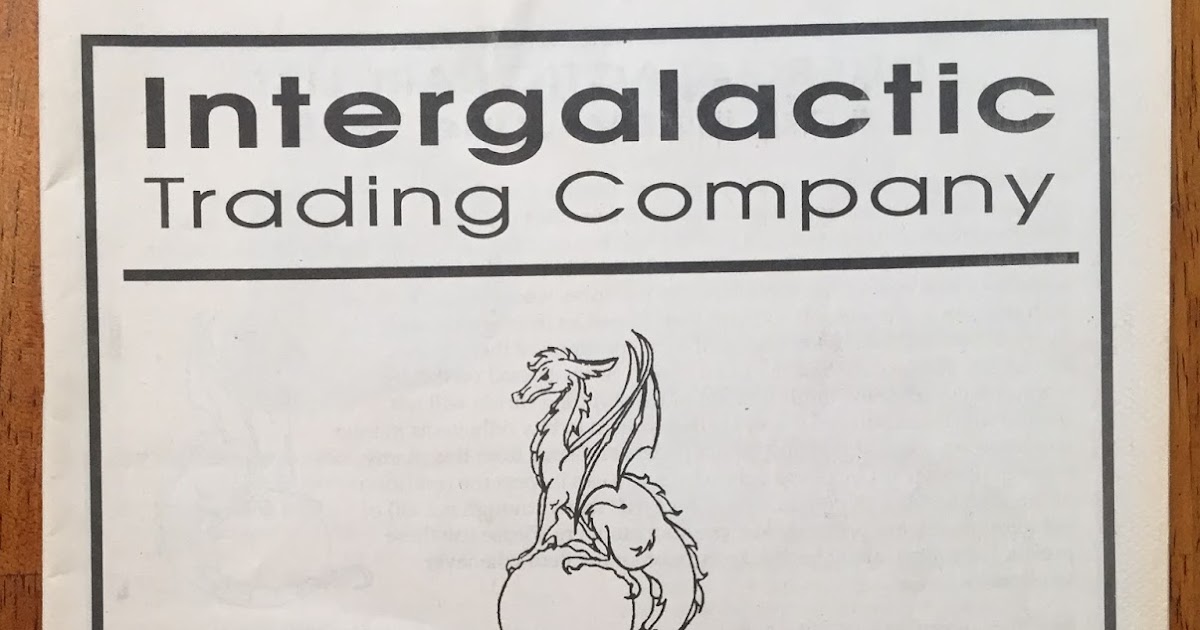 Intergalactic
Trading Company